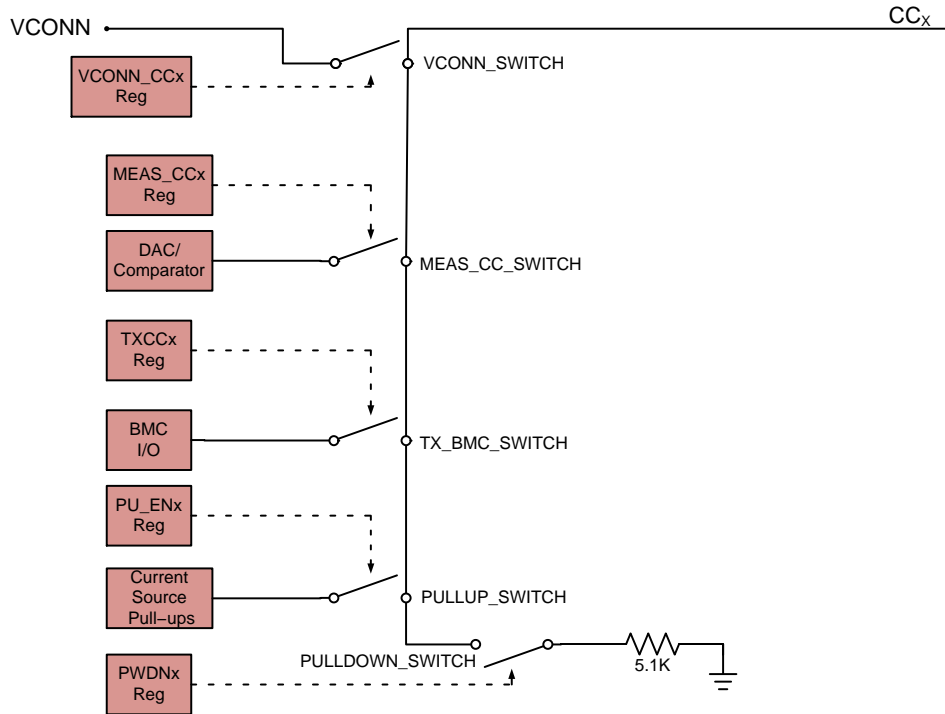 VCONN
CCX
VCONN_CCx
Reg
VCONN_SWITCH
MEAS_CCx
Reg
DAC/
Comparator
MEAS_CC_SWITCH
TXCCx
Reg
BMC
I/O
TX_BMC_SWITCH
PU_ENx
Reg
Current
Source
Pull−ups
PULLUP_SWITCH
PULLDOWN_SWITCH
5.1K
PWDNx
Reg